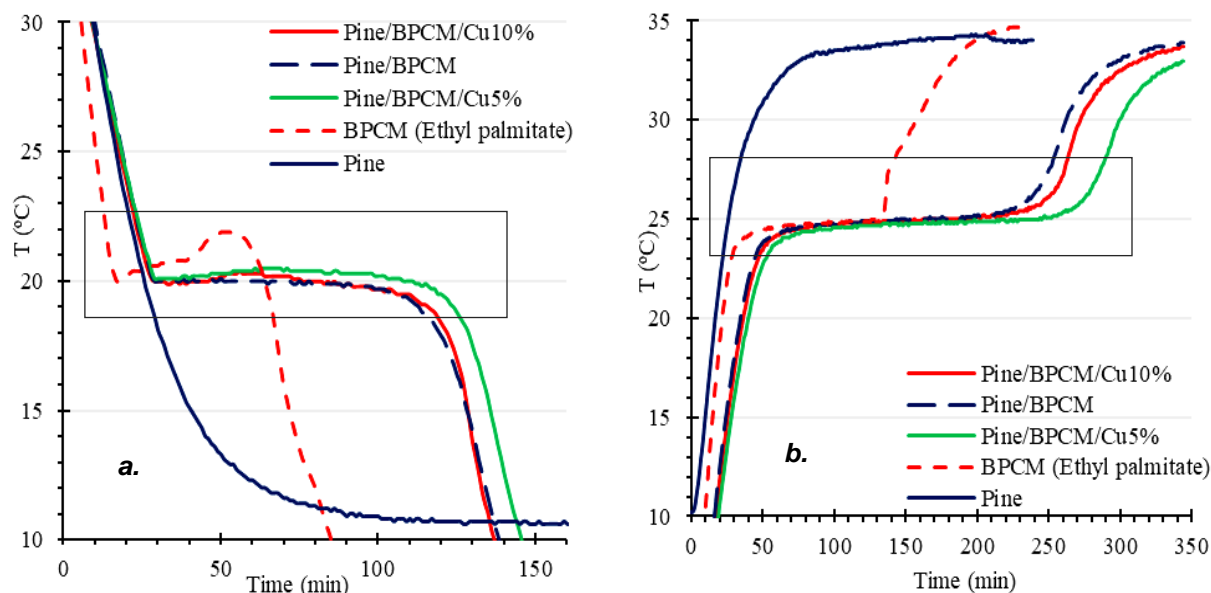 30
25
20
15
10
T (ºC)
0
50
100
150
Time (min)
Pine/BPCM/Cu10%
Pine/BPCM
Pine/BPCM/Cu5%
BPCM (Ethyl palmitate)
Pine
a.
35
30
25
20
15
10
T (ºC)
0
50
100
150
200
250
300
350
Time (min)
Pine/BPCM/Cu10%
Pine/BPCM
Pine/BPCM/Cu5%
BPCM (Ethyl palmitate)
Pine
b.